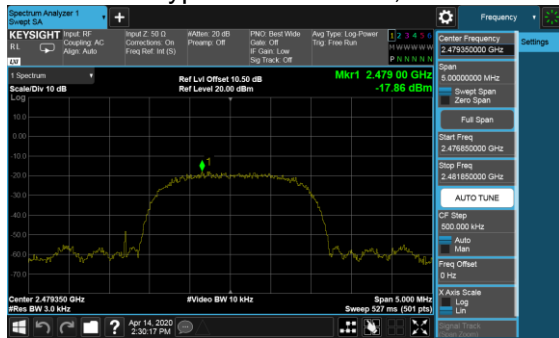 Spectrum Analyzer 1
Swept SA
+
Frequency
KEYSIGHT
Input: RF
Coupling: AC
Align: Auto
Input Z: 50 Ω
Corrections: On
Freq Ref: Int (S)
#Atten: 20 dB
Preamp: Off
PNO: Best Wide
Gate: Off
IF Gain: Low
Sig Track: Off
Avg Type: Log-Power
Trig: Free Run
1 2 3 4 5 6
M W W W W W
P N N N N N
RL
LXI
1 Spectrum
Scale/Div 10 dB
Ref Lvl Offset 10.50 dB
Ref Level 20.00 dBm
Mkr1 2.479 00 GHz
-17.86 dBm
Log
10.0
0.00
-10.0
-20.0
-30.0
-40.0
-50.0
-60.0
-70.0
1
Center 2.479350 GHz
#Res BW 3.0 kHz
#Video BW 10 kHz
Span 5.000 MHz
Sweep 527 ms (501 pts)
Apr 14, 2020
2:30:17 PM
Center Frequency
2.479350000 GHz
Settings
Span
5.00000000 MHz
Swept Span
Zero Span
Full Span
Start Freq
2.476850000 GHz
Stop Freq
2.481850000 GHz
AUTO TUNE
CF Step
500.000 kHz
Auto
Man
Freq Offset
0 Hz
X Axis Scale
Log
Lin
Signal Track
(Span Zoom)